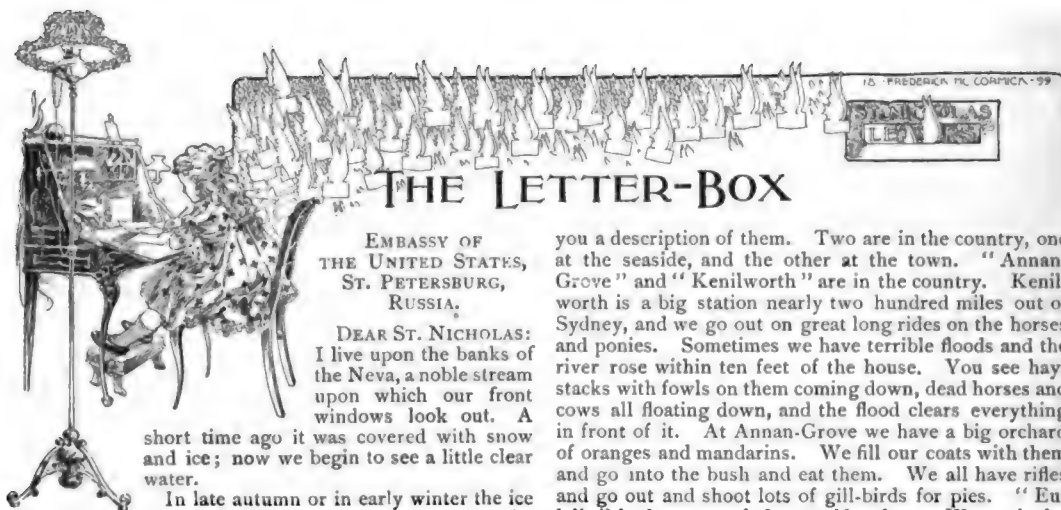 18 · FREDERICK MC CORMICK - 99
ST NICHOLAS
THE LETTER-BOX
EMBASSY OF
THE UNITED STATES,
ST. PETERSBURG,
RUSSIA.
DEAR ST. NICHOLAS:
I live upon the banks of
the Neva, a noble stream
upon which our front
windows look out. A
short time ago it was covered with snow
and ice; now we begin to see a little clear
water.
In late autumn or in early winter the ice
you a description of them. Two are in the country, one
at the seaside, and the other at the town. "Annan-
Grove" and "Kenilworth" are in the country. Kenil-
worth is a big station nearly two hundred miles out o
Sydney, and we go out on great long rides on the horses
and ponies. Sometimes we have terrible floods and the
river rose within ten feet of the house. You see hay-
stacks with fowls on them coming down, dead horses an
cows all floating down, and the flood clears everything
in front of it. At Annan-Grove we have a big orchard
of oranges and mandarins. We fill our coats with them
and go into the bush and eat them. We all have rifles
and go out and shoot lots of gill-birds for pies. "Eu